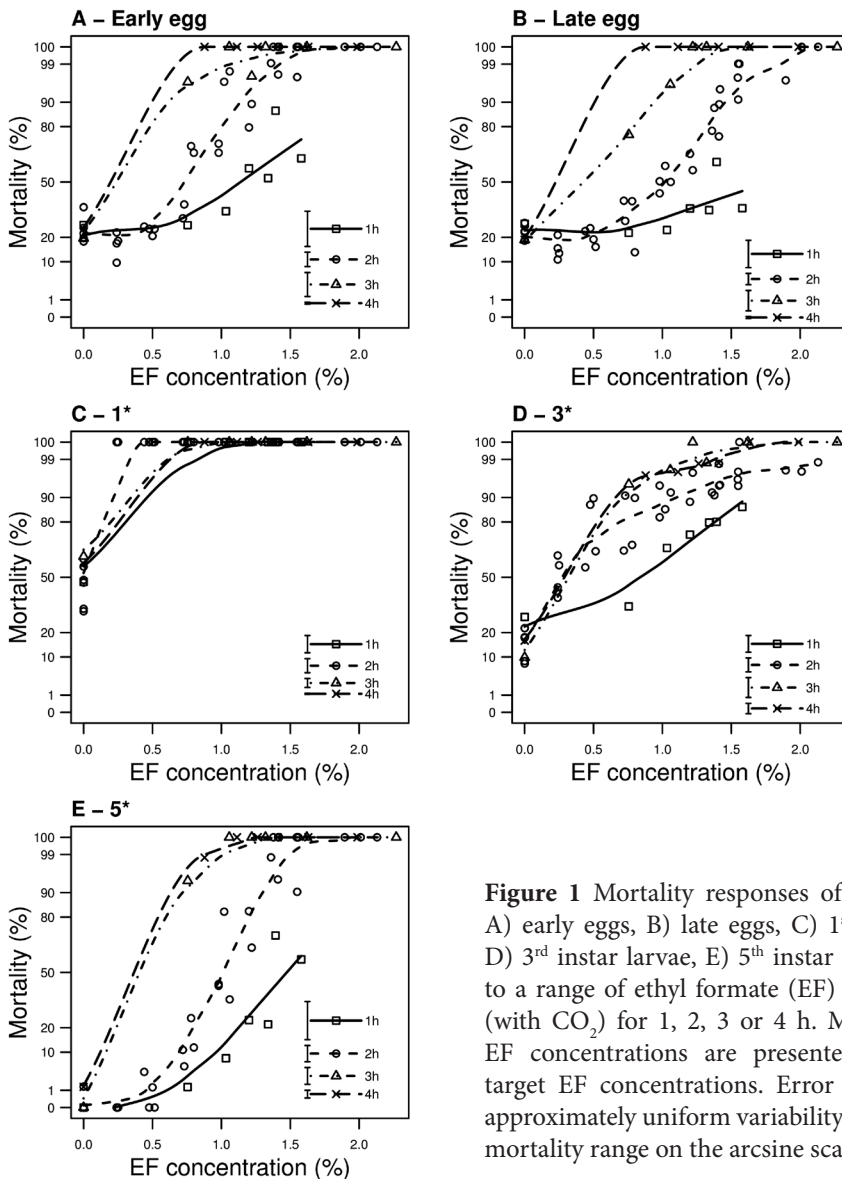 A – Early egg
Mortality (%)
100
99
90
80
50
20
10
1
0
1h
2h
3h
4h
0.0 0.5 1.0 1.5 2.0
EF concentration (%)
B – Late egg
Mortality (%)
100
99
90
80
50
20
10
1
0
1h
2h
3h
4h
0.0 0.5 1.0 1.5 2.0
EF concentration (%)
C – 1*
Mortality (%)
100
99
90
80
50
20
10
1
0
1h
2h
3h
4h
0.0 0.5 1.0 1.5 2.0
EF concentration (%)
D – 3*
Mortality (%)
100
99
90
80
50
20
10
1
0
1h
2h
3h
4h
0.0 0.5 1.0 1.5 2.0
EF concentration (%)
E – 5*
Mortality (%)
100
99
90
80
50
20
10
1
0
1h
2h
3h
4h
0.0 0.5 1.0 1.5 2.0
EF concentration (%)
Figure 1 Mortality responses of
A) early eggs, B) late eggs, C) 1
D) 3rd instar larvae, E) 5th instar
to a range of ethyl formate (EF)
(with CO2) for 1, 2, 3 or 4 h. M
EF concentrations are presente
target EF concentrations. Error
approximately uniform variability
mortality range on the arcsine sca